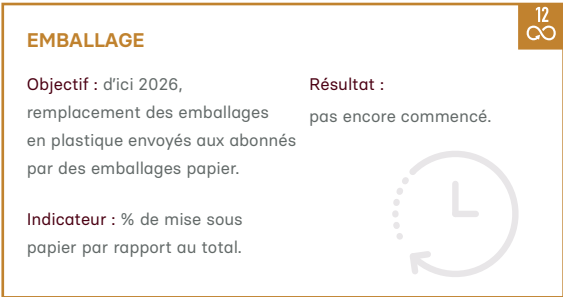 12
EMBALLAGE
Objectif : d'ici 2026,
remplacement des emballages
en plastique envoyés aux abonnés
par des emballages papier.
Indicateur : % de mise sous
papier par rapport au total.
Résultat :
pas encore commencé.